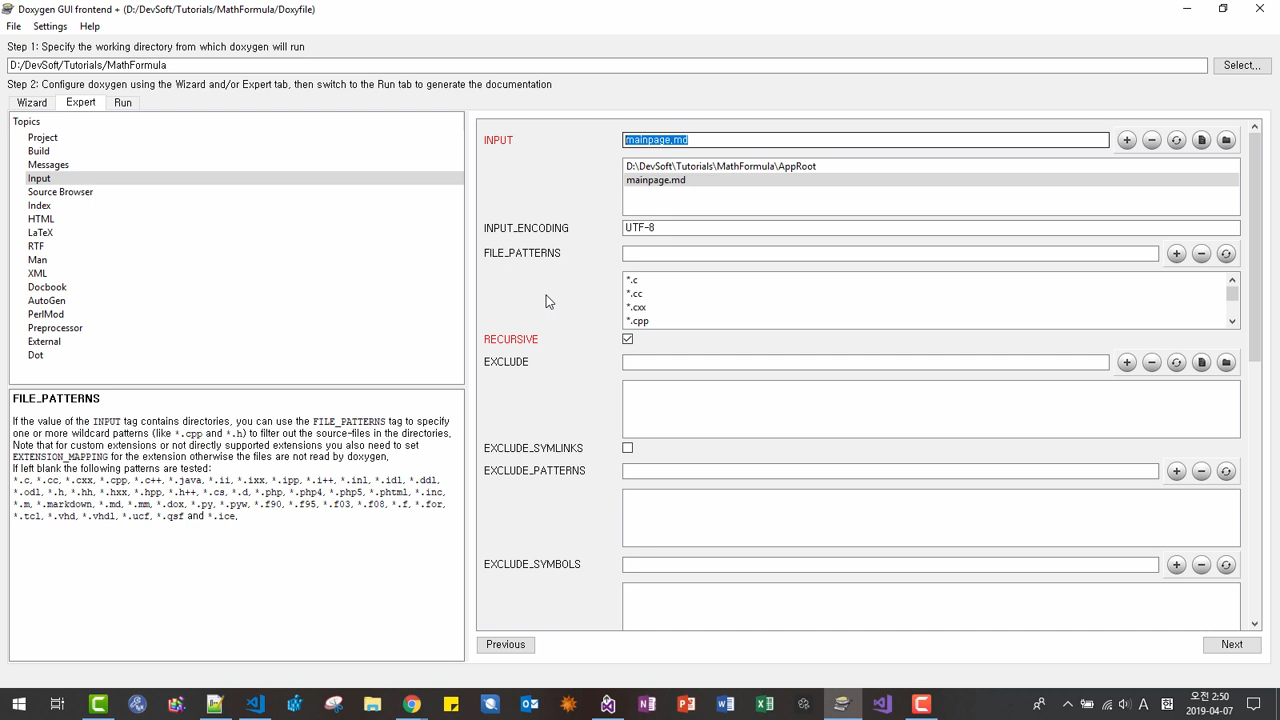 Doxygen GUI frontend + (D:/DevSoft/Tutorials/MathFormula/Doxyfile)
File Settings Help
Step 1: Specify the working directory from which doxygen will run
D:/DevSoft/Tutorials/MathFormula
Select...
Step 2: Configure doxygen using the Wizard and/or Expert tab, then switch to the Run tab to generate the documentation
Wizard Expert Run
Topics
Project
Build
Messages
Input
Source Browser
Index
HTML
LaTeX
RTF
Man
XML
Docbook
AutoGen
PerlMod
Preprocessor
External
Dot
FILE_PATTERNS
If the value of the INPUT tag contains directories, you can use the FILE_PATTERNS tag to specify
one or more wildcard patterns (like *.cpp and *.h) to filter out the source-files in the directories.
Note that for custom extensions or not directly supported extensions you also need to set
EXTENSION_MAPPING for the extension otherwise the files are not read by doxygen.
If left blank the following patterns are tested:
*.c, *.cc, *.cxx, *.cpp, *.c++, *.java, *.ii, *.ixx, *.ipp, *.i++, *.inl, *.idl, *.ddl,
*.odl, *.h, *.hh, *.hxx, *.hpp, *.h++, *.cs, *.d, *.php, *.php4, *.php5, *.phtml, *.inc,
*.m, *.markdown, *.md, *.mm, *.dox, *.py, *.pyw, *.f90, *.f95, *.f03, *.f08, *.f, *.for,
*.tcl, *.vhd, *.vhdl, *.ucf, *.qsf and *.ice.
INPUT
mainpage.md
D:\DevSoft\Tutorials\MathFormula\AppRoot
mainpage.md
INPUT_ENCODING
UTF-8
FILE_PATTERNS
*.c
*.cc
*.cxx
*.cpp
RECURSIVE
EXCLUDE
EXCLUDE_SYMLINKS
EXCLUDE_PATTERNS
EXCLUDE_SYMBOLS
Previous
Next
A
오전 2:50
2019-04-07